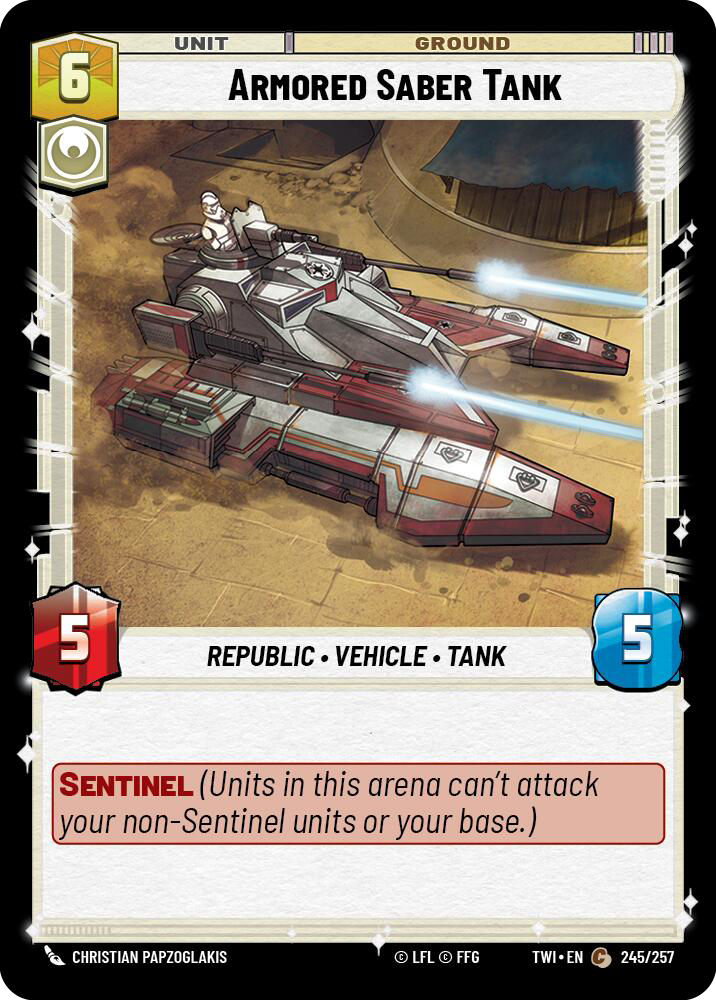 UNIT
GROUND
6
ARMORED SABER TANK
5
REPUBLIC • VEHICLE • TANK
5
SENTINEL (Units in this arena can't attack
your non-Sentinel units or your base.)
CHRISTIAN PAPZOGLAKIS
© LFL © FFG
TWI • EN C 245/257